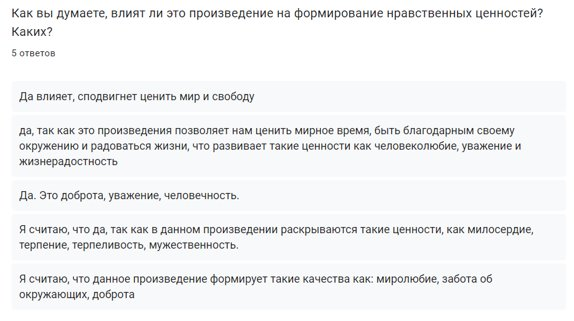 Как вы думаете, влият ли это произведение на формирование нравственных ценностей?
Каких?
5 ответов
Да влияет, сподвигнет ценить мир и свободу
да, так как это произведения позволяет нам ценить мирное время, быть благодарным своему
окружению и радоваться жизни, что развивает такие ценности как человеколюбие, уважение и
жизнерадостность
Да. Это доброта, уважение, человечность.
Я считаю, что да, так как в данном произведении раскрываются такие ценности, как милосердие,
терпение, терпеливость, мужественность.
Я считаю, что данное произведение формирует такие качества как: миролюбие, забота об
окружающих, доброта